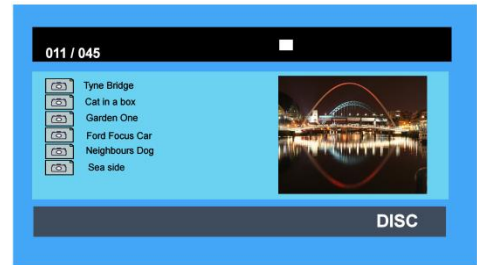 011 / 045
Tyne Bridge
Cat in a box
Garden One
Ford Focus Car
Neighbours Dog
Sea side
DISC